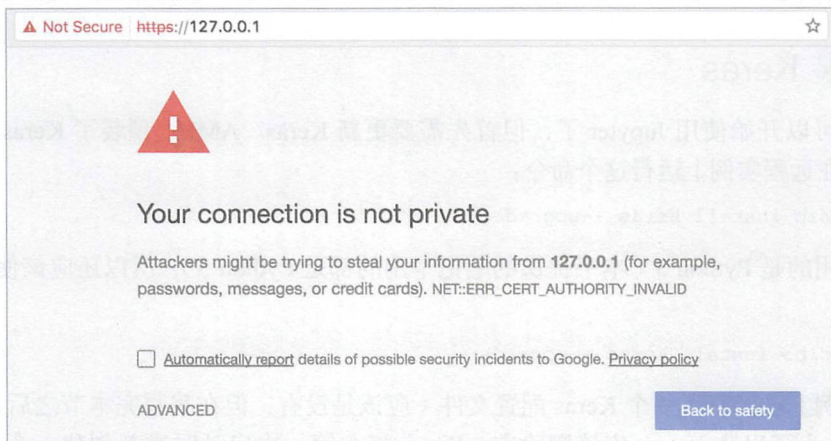 Not Secure https://127.0.0.1
Your connection is not private
Attackers might be trying to steal your information from 127.0.0.1 (for example,
passwords, messages, or credit cards). NET::ERR_CERT_AUTHORITY_INVALID
Automatically report details of possible security incidents to Google. Privacy policy
ADVANCED
Back to safety